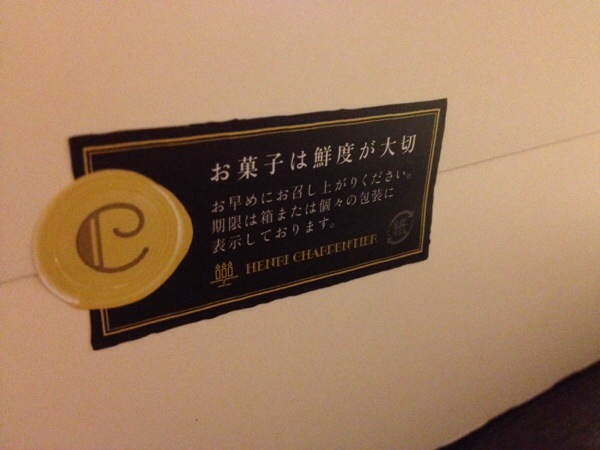 お菓子は鮮度が大切
お早めにお召し上がりください。
期限は箱または個々の包装に
表示しております。
HENRI CHARPENTIER
紙
C